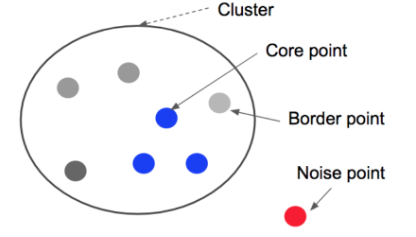 Cluster
Core point
Border point
Noise point